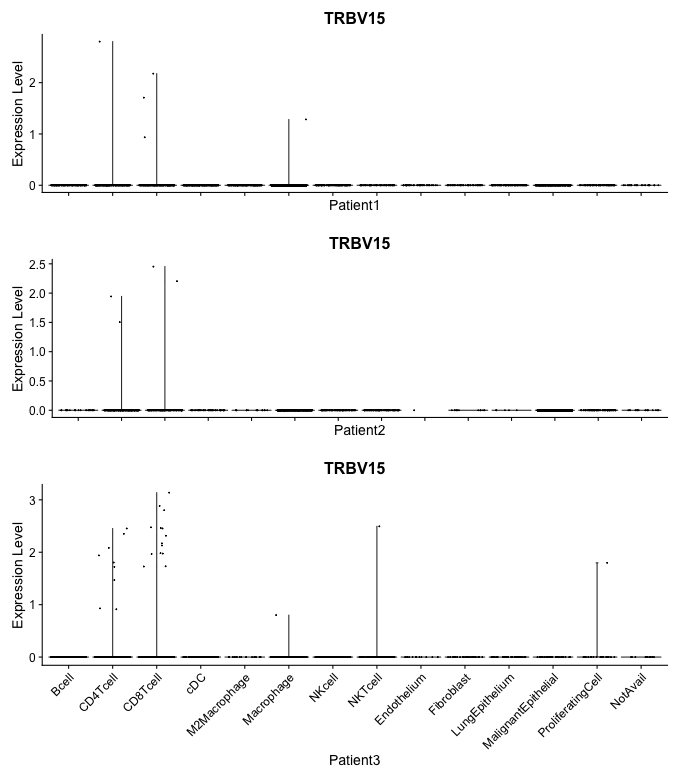 TRBV15
Expression Level
2
1
0
Patient1
TRBV15
Expression Level
2.5
2.0
1.5
1.0
0.5
0.0
Patient2
TRBV15
Expression Level
3
2
1
0
Bcell
CD4Tcell
CD8Tcell
cDC
M2Macrophage
Macrophage
NKcell
NKTcell
Endothelium
Fibroblast
LungEpithelium
MalignantEpithelial
ProliferatingCell
NotAvail
Patient3